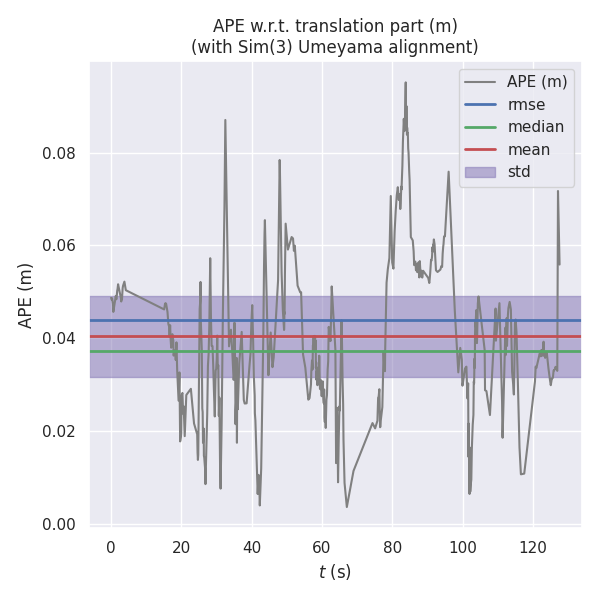 APE w.r.t. translation part (m)
(with Sim(3) Umeyama alignment)
APE (m)
rmse
median
mean
std
APE (m)
0.08
0.06
0.04
0.02
0.00
0 20 40 60 80 100 120
t (s)